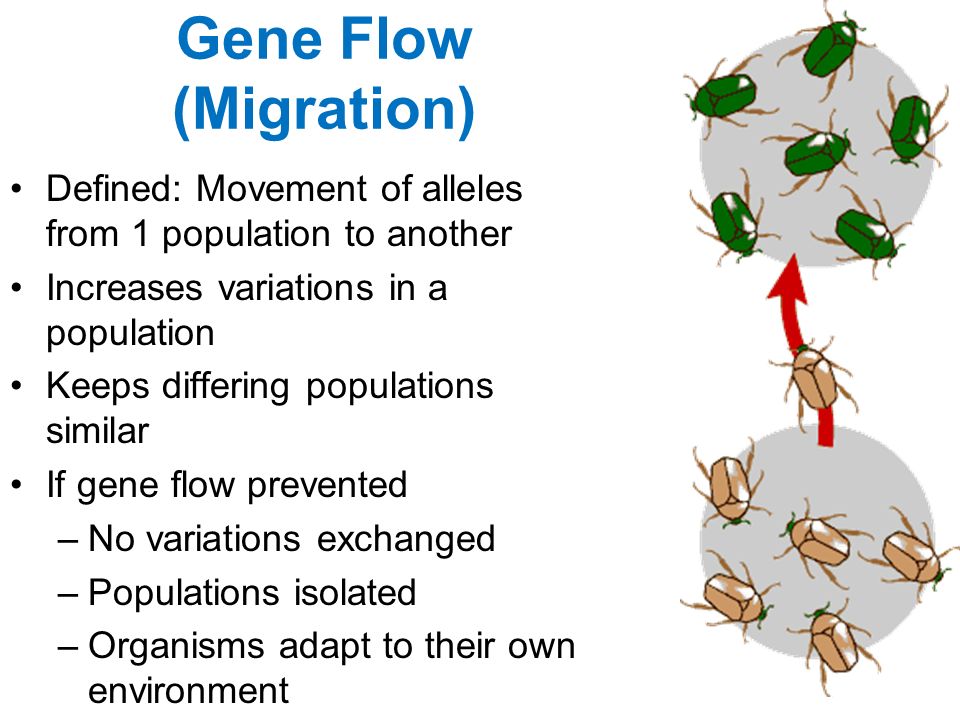 Gene Flow
(Migration)
• Defined: Movement of alleles
from 1 population to another
• Increases variations in a
population
• Keeps differing populations
similar
• If gene flow prevented
– No variations exchanged
– Populations isolated
– Organisms adapt to their own
environment